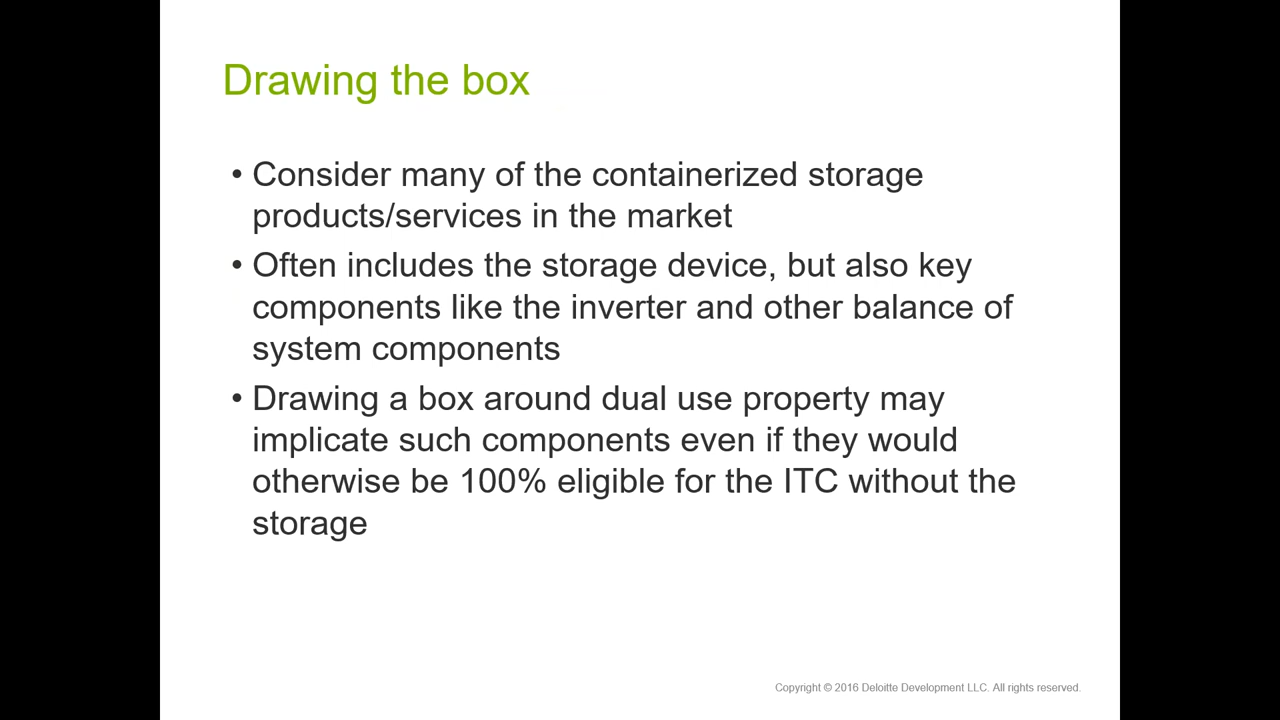 Drawing the box
• Consider many of the containerized storage
products/services in the market
• Often includes the storage device, but also key
components like the inverter and other balance of
system components
• Drawing a box around dual use property may
implicate such components even if they would
otherwise be 100% eligible for the ITC without the
storage
Copyright © 2016 Deloitte Development LLC. All rights reserved.